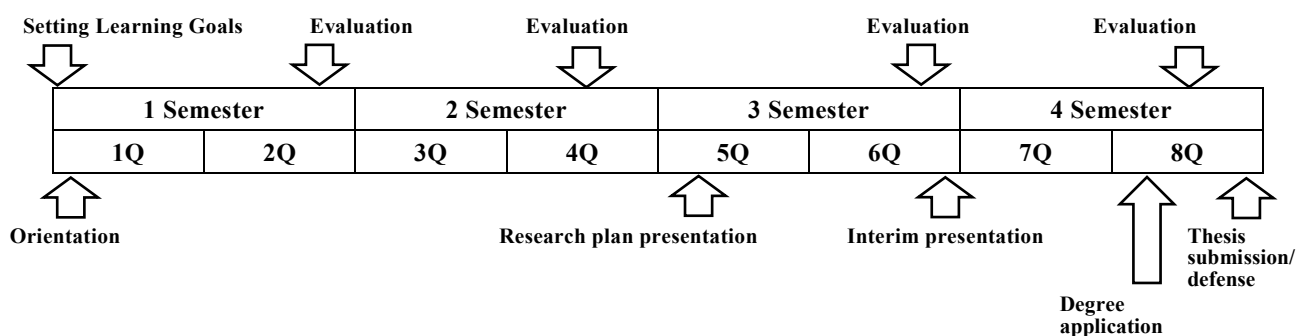 Setting Learning Goals Evaluation Evaluation Evaluation Evaluation
1 Semester 2 Semester 3 Semester 4 Semester
1Q 2Q 3Q 4Q 5Q 6Q 7Q 8Q
Orientation Research plan presentation Interim presentation Thesis
submission/
defense
Degree
application